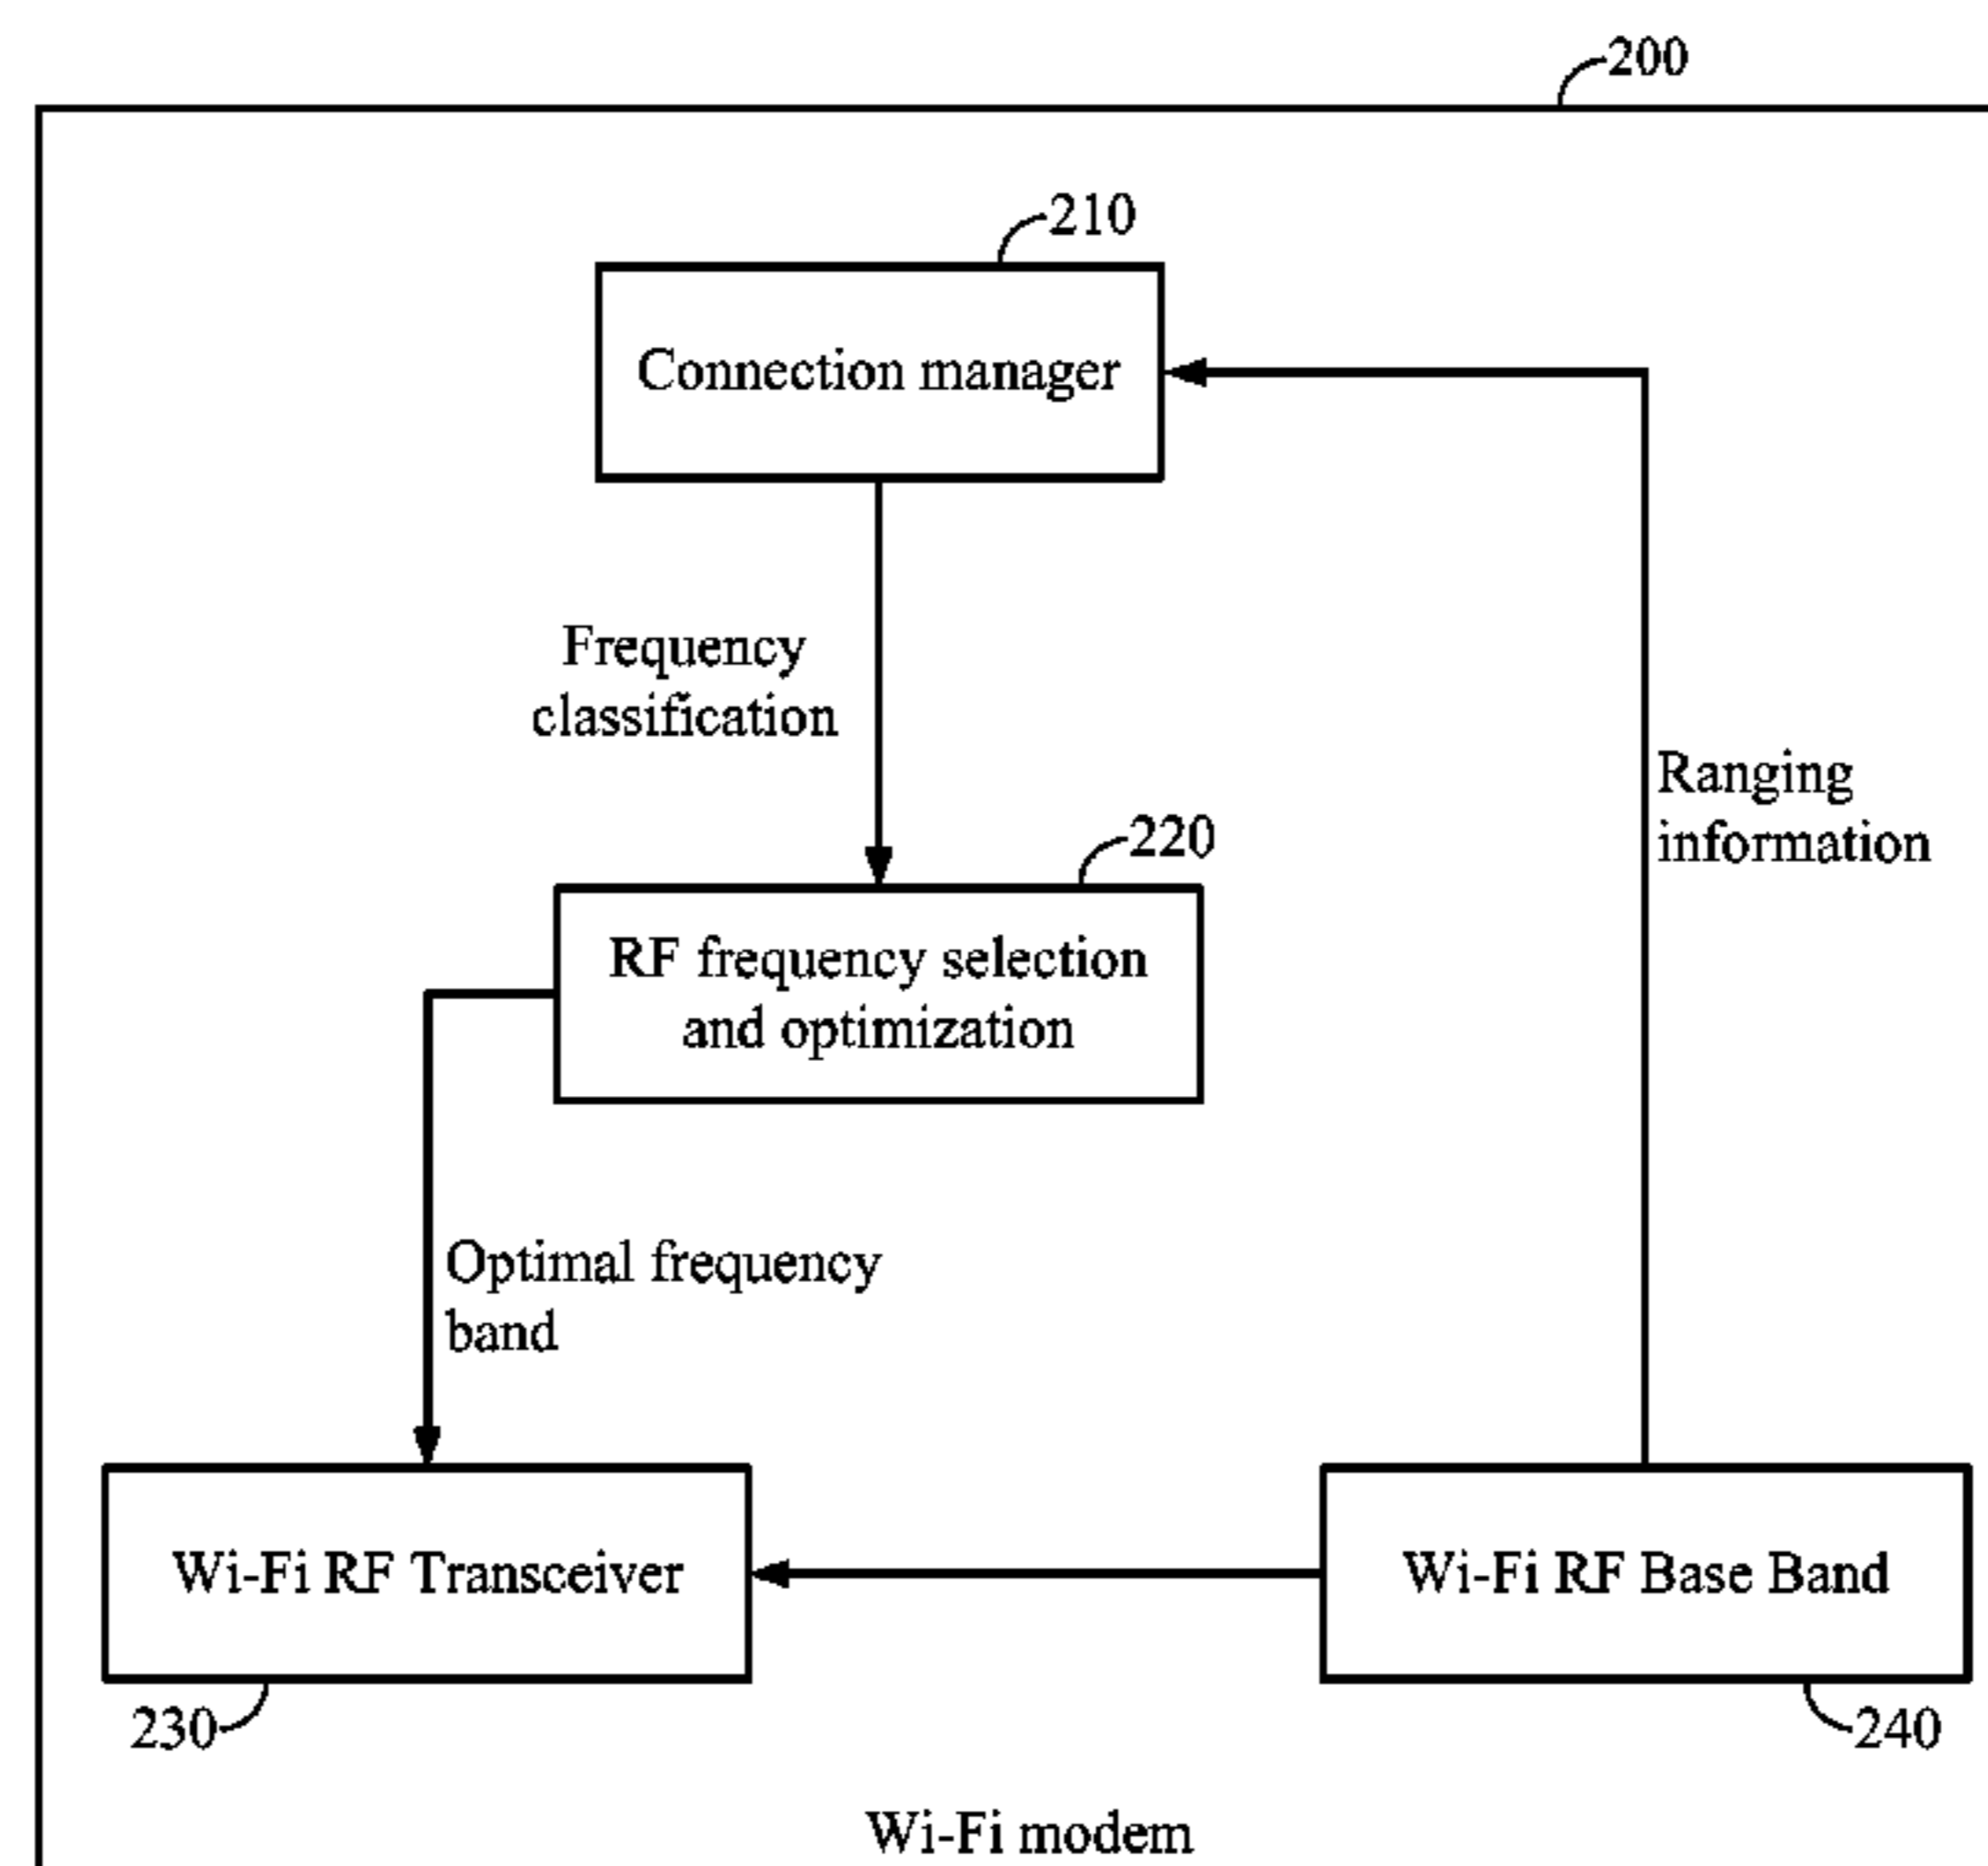 200
210
Connection manager
Frequency
classification
Ranging
information
220
RF frequency selection
and optimization
Optimal frequency
band
Wi-Fi RF Transceiver
Wi-Fi RF Base Band
230
240
Wi-Fi modem